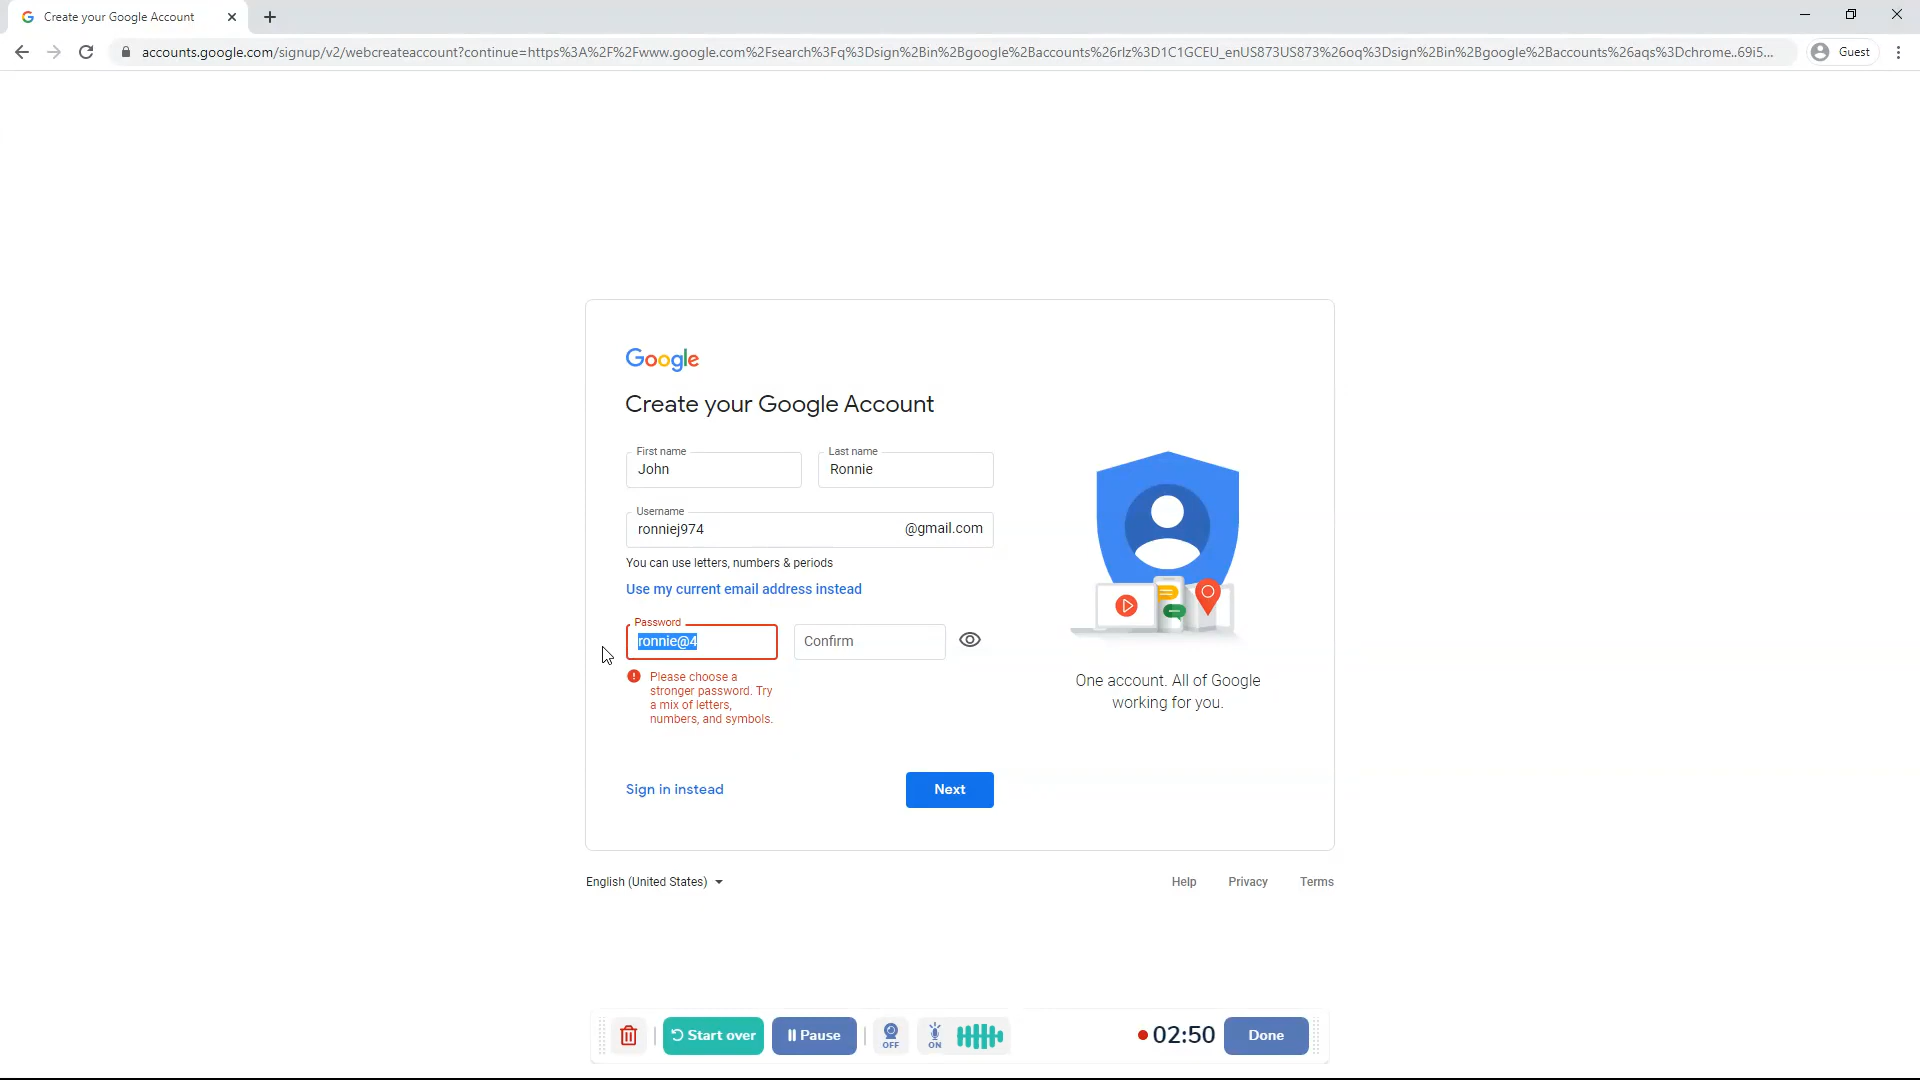 Create your Google Account
accounts.google.com/signup/v2/webcreateaccount?continue=https%3A%2F%2Fwww.google.com%2Fsearch%3Fq%3Dsign%2Bin%2Bgoogle%2Baccounts%26rlz%3D1C1GCEU_enUS873US873%26oq%3Dsign%2Bin%2Bgoogle%2Baccounts%26aqs%3Dchrome..69i5...
Guest
Google
Create your Google Account
First name
Last name
John
Ronnie
Username
ronniej974
@gmail.com
You can use letters, numbers & periods
Use my current email address instead
Password
ronnie@4
Confirm
Please choose a
stronger password. Try
a mix of letters,
numbers, and symbols.
One account. All of Google
working for you.
Sign in instead
Next
English (United States)
Help
Privacy
Terms
Start over
Pause
OFF
ON
02:50
Done